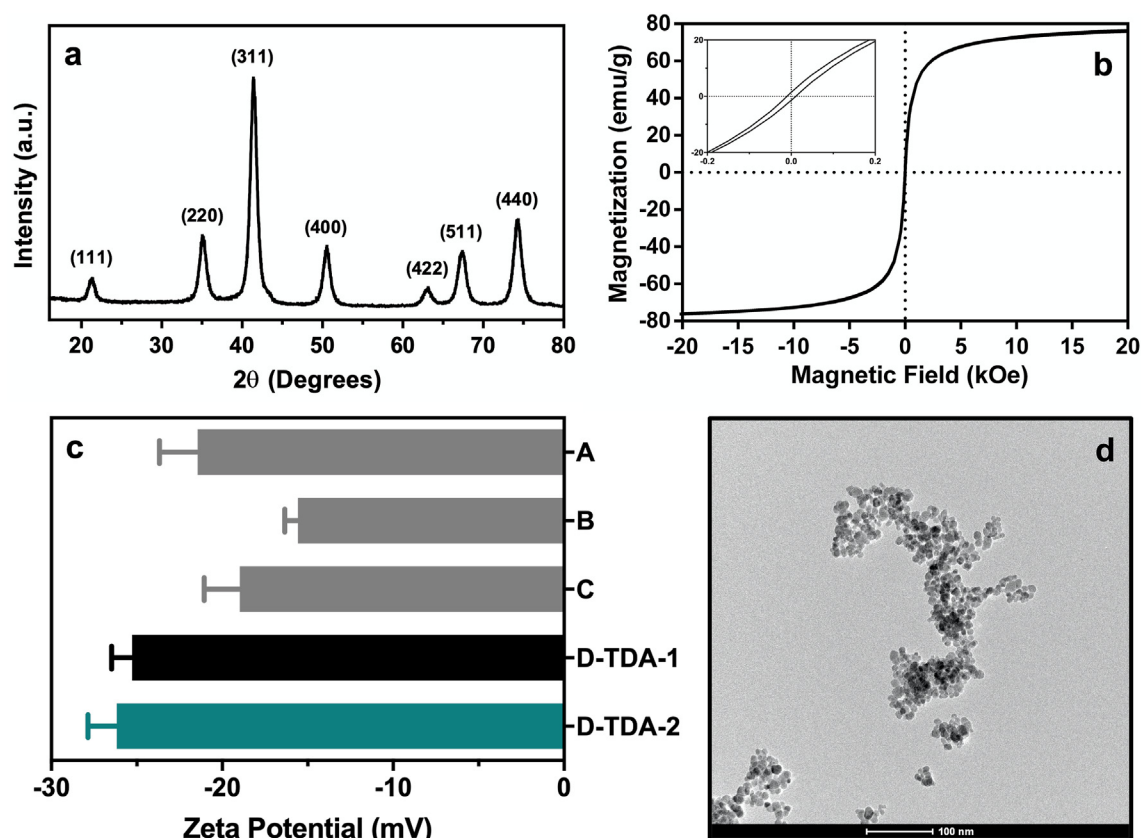 a
Intensity (a.u.)
(111)
(220)
(311)
(400)
(422)
(511)
(440)
20 30 40 50 60 70 80
2θ (Degrees)
b
Magnetization (emu/g)
80
60
40
20
0
-20
-40
-60
-80
20
0
-20
-0.2 0.0 0.2
-20 -15 -10 -5 0 5 10 15 20
Magnetic Field (kOe)
c
A
B
C
D-TDA-1
D-TDA-2
-30 -20 -10 0
Zeta Potential (mV)
d
100 nm